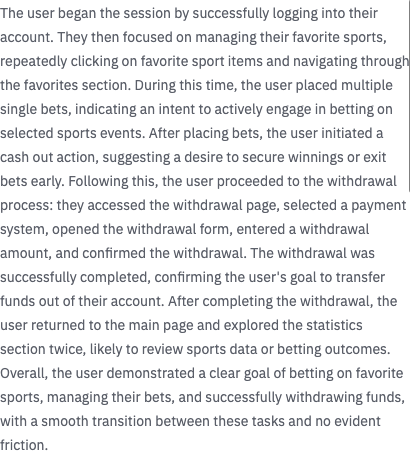 The user began the session by successfully logging into their
account. They then focused on managing their favorite sports,
repeatedly clicking on favorite sport items and navigating through
the favorites section. During this time, the user placed multiple
single bets, indicating an intent to actively engage in betting on
selected sports events. After placing bets, the user initiated a
cash out action, suggesting a desire to secure winnings or exit
bets early. Following this, the user proceeded to the withdrawal
process: they accessed the withdrawal page, selected a payment
system, opened the withdrawal form, entered a withdrawal
amount, and confirmed the withdrawal. The withdrawal was
successfully completed, confirming the user's goal to transfer
funds out of their account. After completing the withdrawal, the
user returned to the main page and explored the statistics
section twice, likely to review sports data or betting outcomes.
Overall, the user demonstrated a clear goal of betting on favorite
sports, managing their bets, and successfully withdrawing funds,
with a smooth transition between these tasks and no evident
friction.